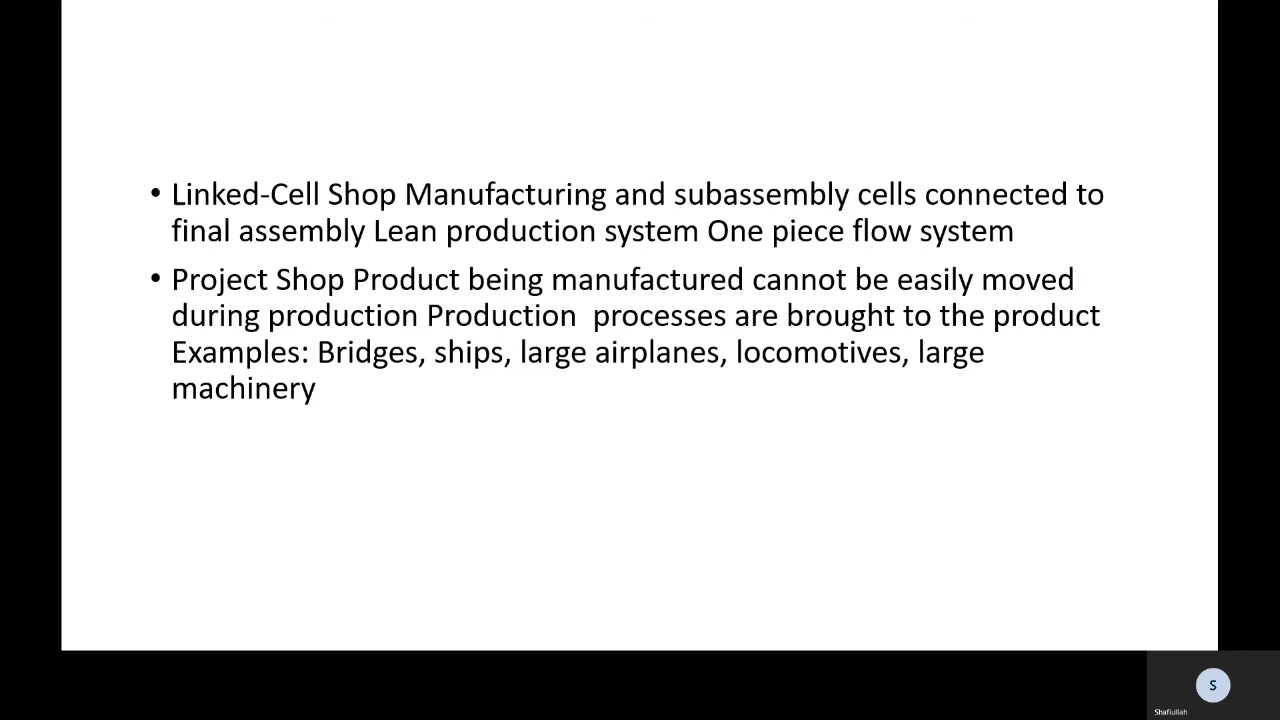 • Linked-Cell Shop Manufacturing and subassembly cells connected to
final assembly Lean production system One piece flow system
• Project Shop Product being manufactured cannot be easily moved
during production Production  processes are brought to the product
Examples: Bridges, ships, large airplanes, locomotives, large
machinery
S
Shafiullah